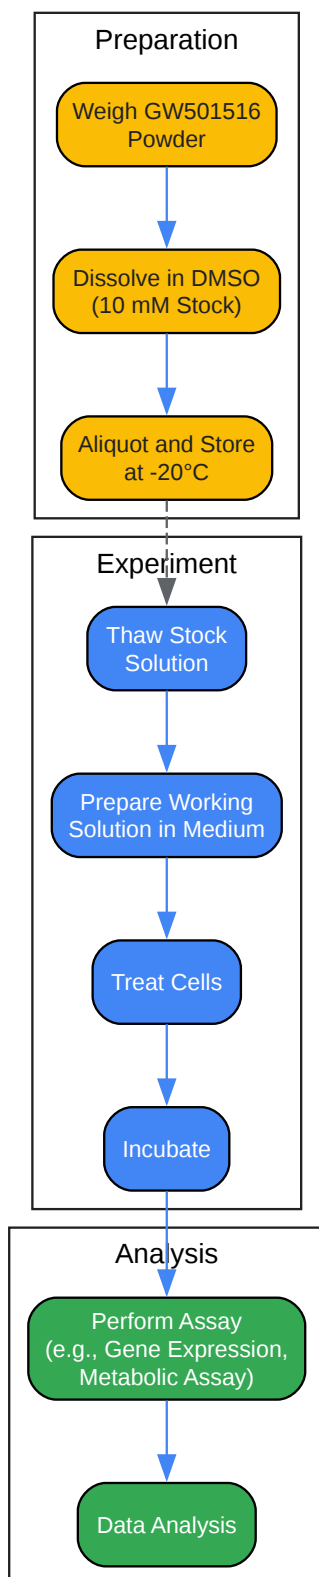 Preparation
Weigh GW501516
Powder
Dissolve in DMSO
(10 mM Stock)
Aliquot and Store
at -20°C
Experiment
Thaw Stock
Solution
Prepare Working
Solution in Medium
Treat Cells
Incubate
Analysis
Perform Assay
(e.g., Gene Expression,
Metabolic Assay)
Data Analysis